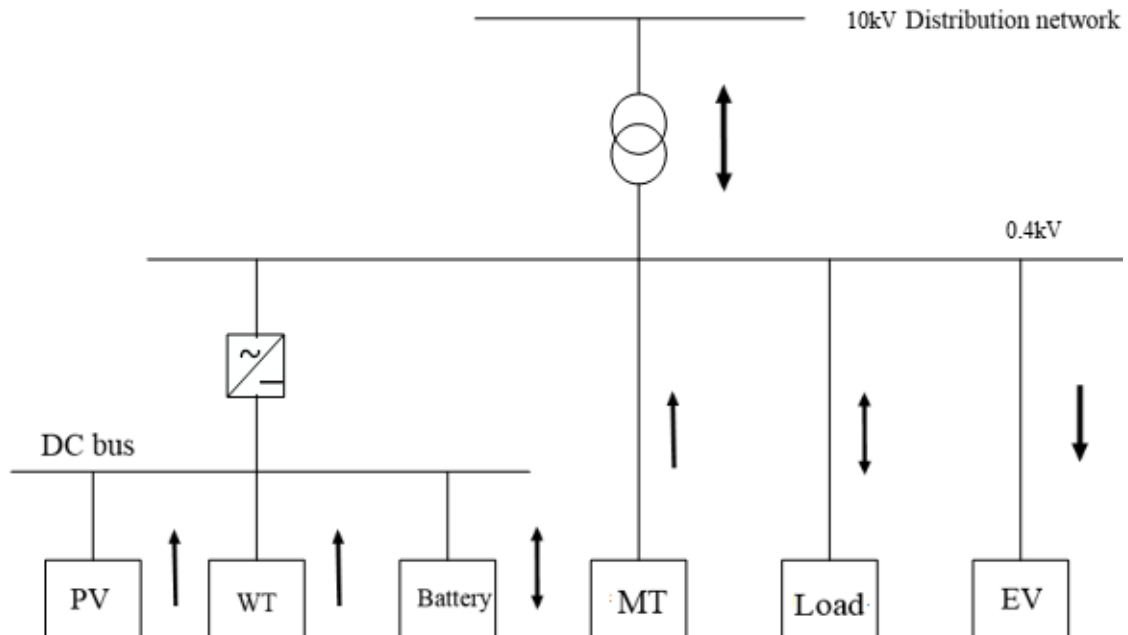 10kV Distribution network
0.4kV
~
DC bus
PV
WT
Battery
MT
Load
EV